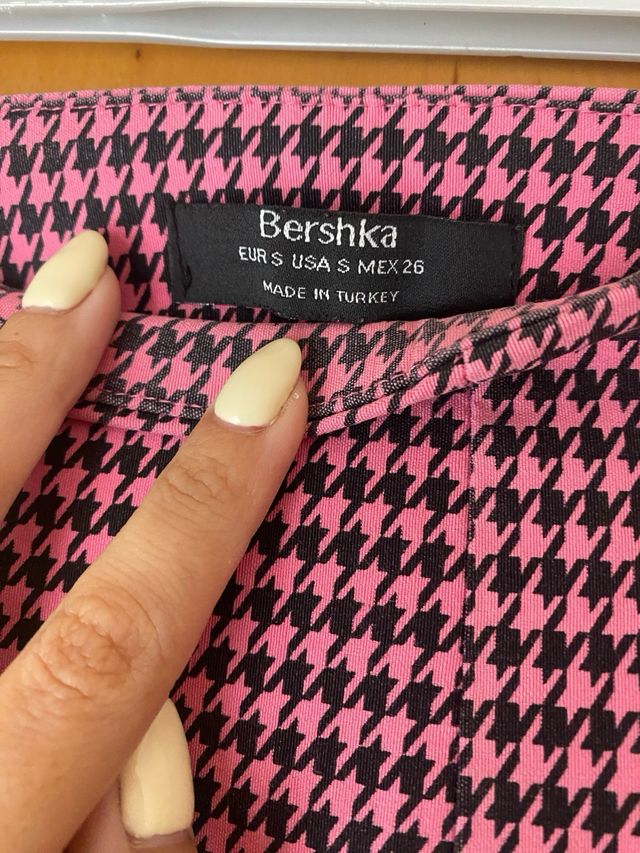 Bershka
EUR S USA S MEX 26
MADE IN TURKEY